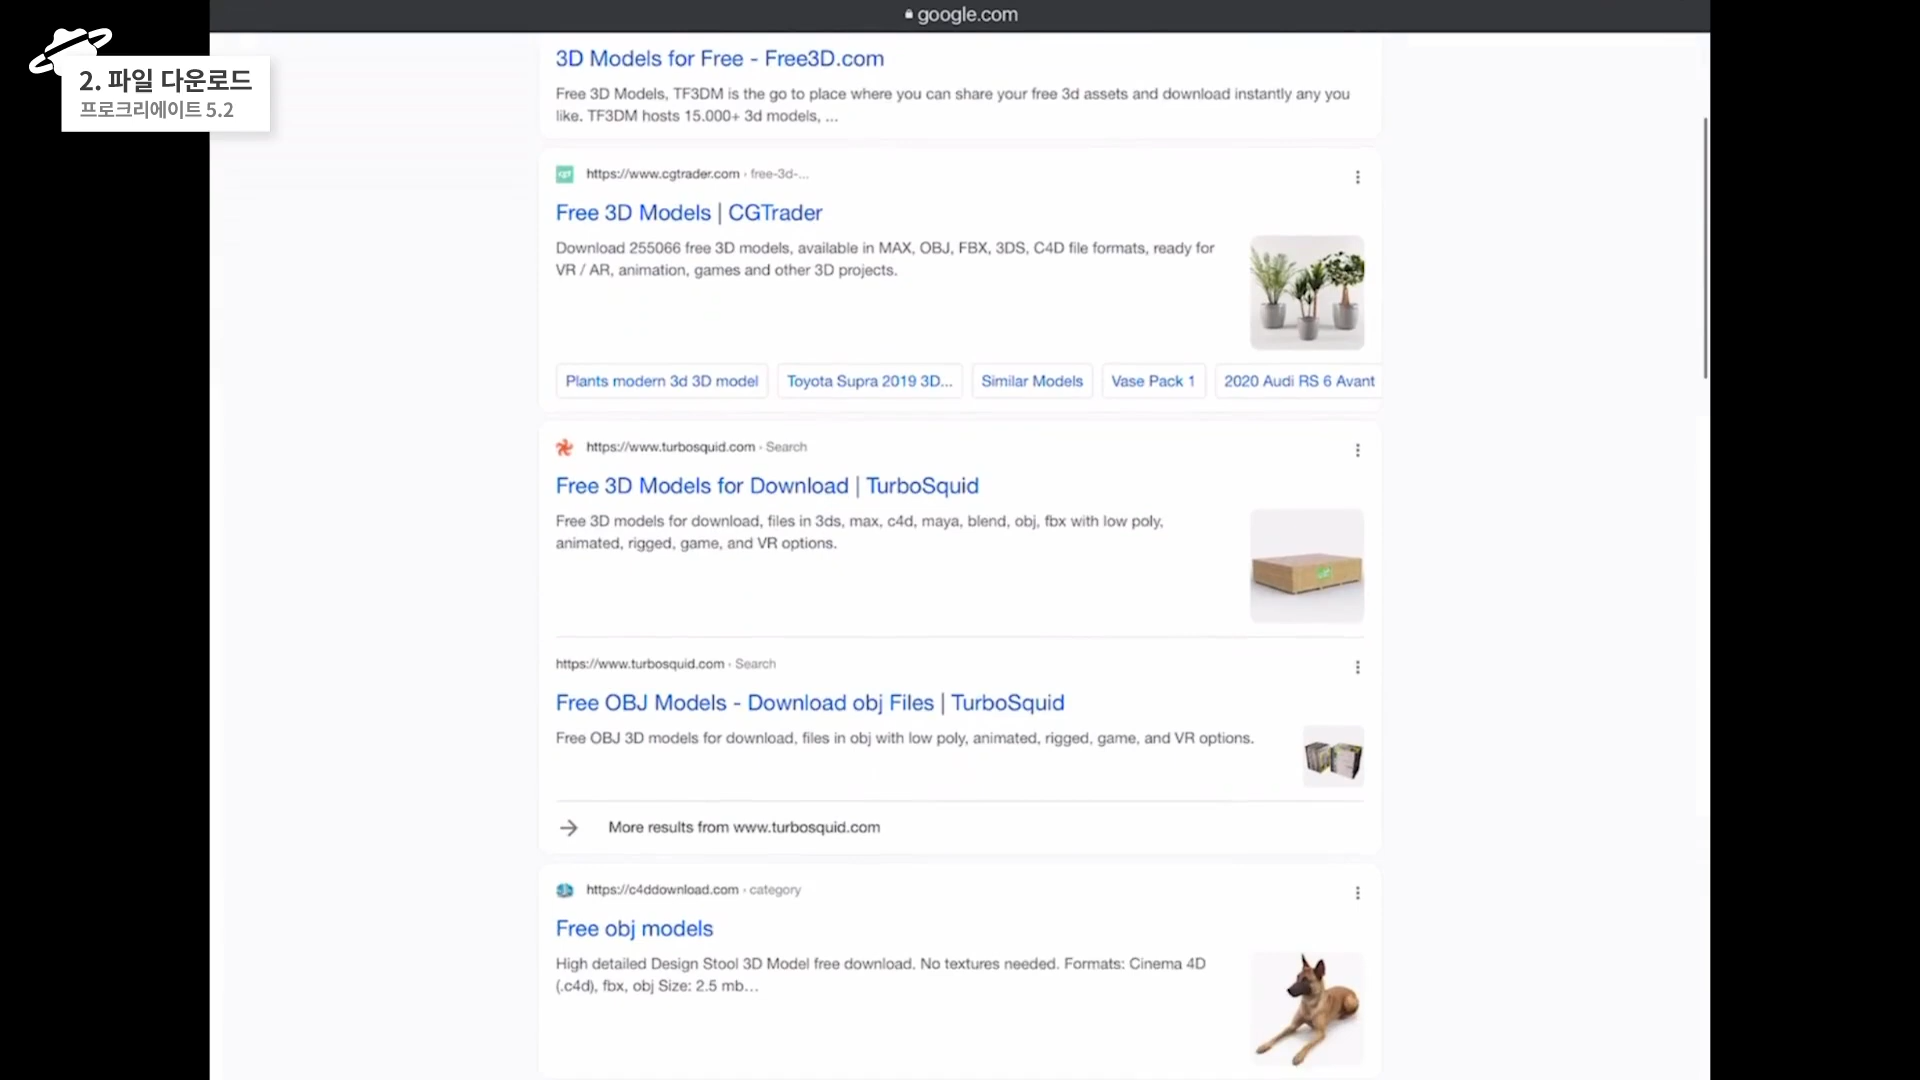 google.com
2. 파일 다운로드
프로크리에이트 5.2
3D Models for Free - Free3D.com
Free 3D Models, TF3DM is the go to place where you can share your free 3d assets and download instantly any you
like. TF3DM hosts 15.000+ 3d models, ...
cgt
https://www.cgtrader.com › free-3d-...
Free 3D Models | CGTrader
Download 255066 free 3D models, available in MAX, OBJ, FBX, 3DS, C4D file formats, ready for
VR / AR, animation, games and other 3D projects.
Plants modern 3d 3D model
Toyota Supra 2019 3D...
Similar Models
Vase Pack 1
2020 Audi RS 6 Avant
https://www.turbosquid.com › Search
Free 3D Models for Download | TurboSquid
Free 3D models for download, files in 3ds, max, c4d, maya, blend, obj, fbx with low poly,
animated, rigged, game, and VR options.
https://www.turbosquid.com › Search
Free OBJ Models - Download obj Files | TurboSquid
Free OBJ 3D models for download, files in obj with low poly, animated, rigged, game, and VR options.
More results from www.turbosquid.com
https://c4ddownload.com › category
Free obj models
High detailed Design Stool 3D Model free download. No textures needed. Formats: Cinema 4D
(.c4d), fbx, obj Size: 2.5 mb...